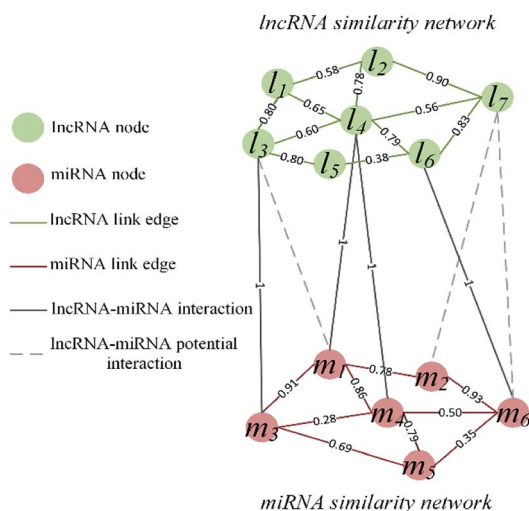 lncRNA similarity network
l2
0.58
0.78
0.90
l1
l7
0.65
0.56
0.80
l4
0.60
0.79
0.83
l3
l6
0.80
l5
0.38
lncRNA node
miRNA node
lncRNA link edge
miRNA link edge
lncRNA-miRNA interaction
lncRNA-miRNA potential
interaction
1
1
1
1
m1
0.78
m2
0.91
0.86
0.93
m3
0.28
m4
0.50
m6
0.79
0.69
0.35
m5
miRNA similarity network